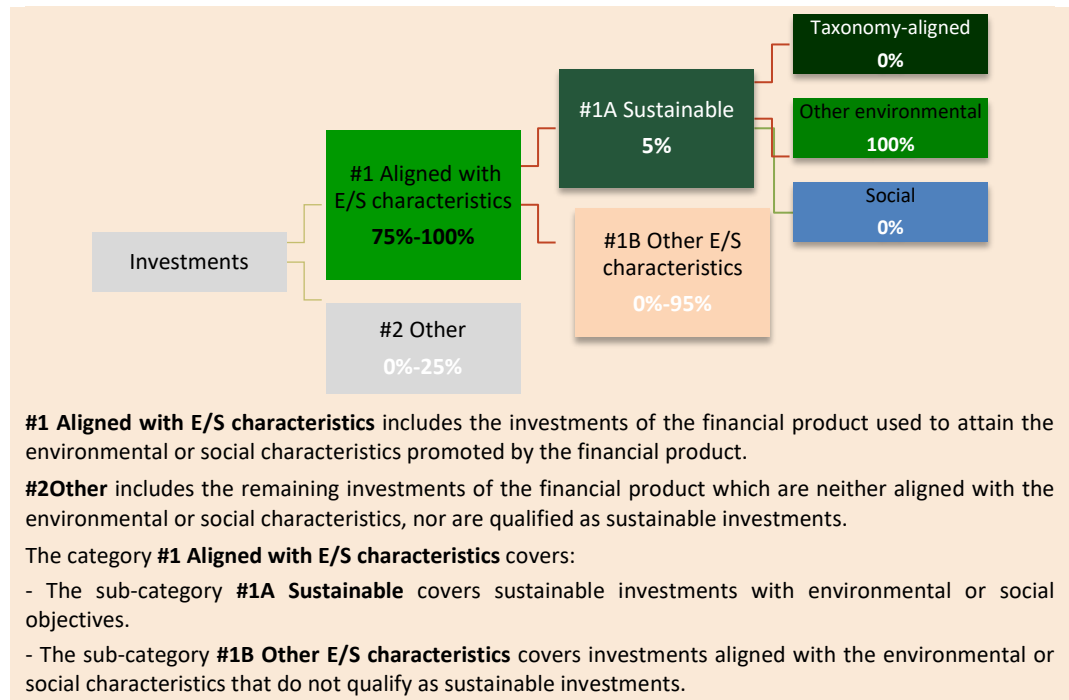 Taxonomy-aligned
0%
#1A Sustainable
5%
Other environmental
100%
#1 Aligned with
E/S characteristics
75%-100%
Social
0%
#1B Other E/S
characteristics
0%-95%
Investments
#2 Other
0%-25%
#1 Aligned with E/S characteristics includes the investments of the financial product used to attain the
environmental or social characteristics promoted by the financial product.
#2Other includes the remaining investments of the financial product which are neither aligned with the
environmental or social characteristics, nor are qualified as sustainable investments.
The category #1 Aligned with E/S characteristics covers:
- The sub-category #1A Sustainable covers sustainable investments with environmental or social
objectives.
- The sub-category #1B Other E/S characteristics covers investments aligned with the environmental or
social characteristics that do not qualify as sustainable investments.